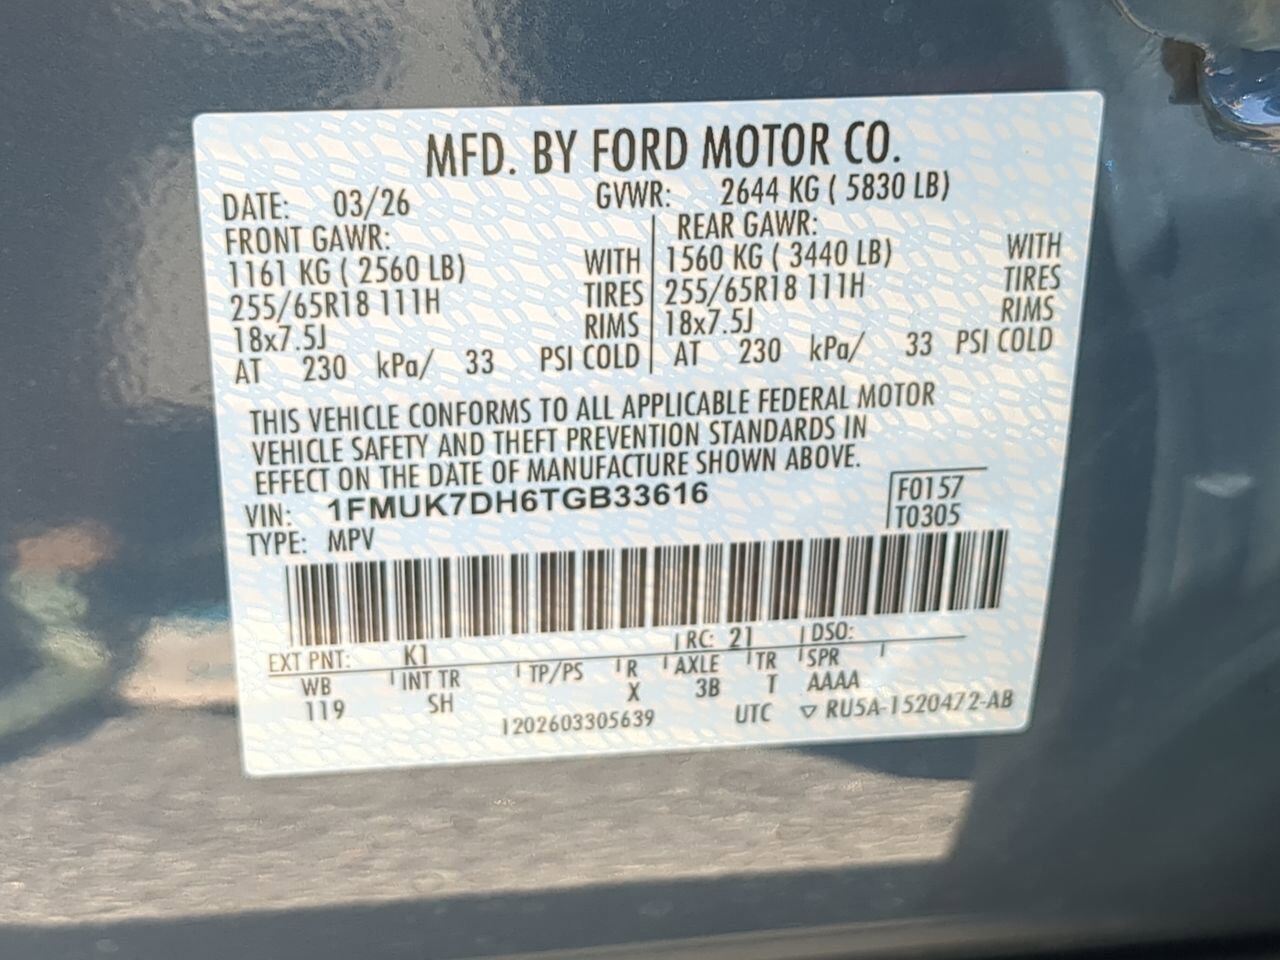 MFD. BY FORD MOTOR CO.
DATE: 03/26 GVWR: 2644 KG ( 5830 LB)
FRONT GAWR: REAR GAWR:
1161 KG ( 2560 LB) WITH 1560 KG ( 3440 LB) WITH
255/65R18 111H TIRES 255/65R18 111H TIRES
18x7.5J RIMS 18x7.5J RIMS
AT 230 kPa/ 33 PSI COLD AT 230 kPa/ 33 PSI COLD
THIS VEHICLE CONFORMS TO ALL APPLICABLE FEDERAL MOTOR
VEHICLE SAFETY AND THEFT PREVENTION STANDARDS IN
EFFECT ON THE DATE OF MANUFACTURE SHOWN ABOVE.
VIN: 1FMUK7DH6TGB33616 F0157
TYPE: MPV T0305
EXT PNT: K1 RC: 21 DSO:
WB INT TR TP/PS R AXLE TR SPR
119 SH X 3B T AAAA
1202603305639 UTC ▽ RU5A-1520472-AB